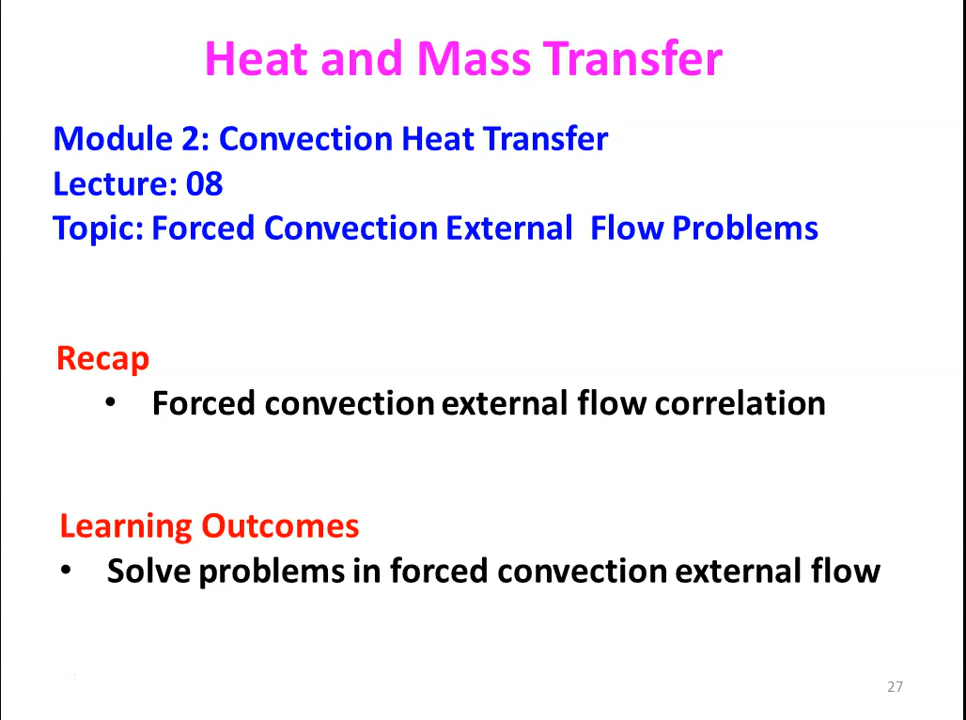 Heat and Mass Transfer
Module 2: Convection Heat Transfer
Lecture: 08
Topic: Forced Convection External Flow Problems
Recap
• Forced convection external flow correlation
Learning Outcomes
• Solve problems in forced convection external flow
27